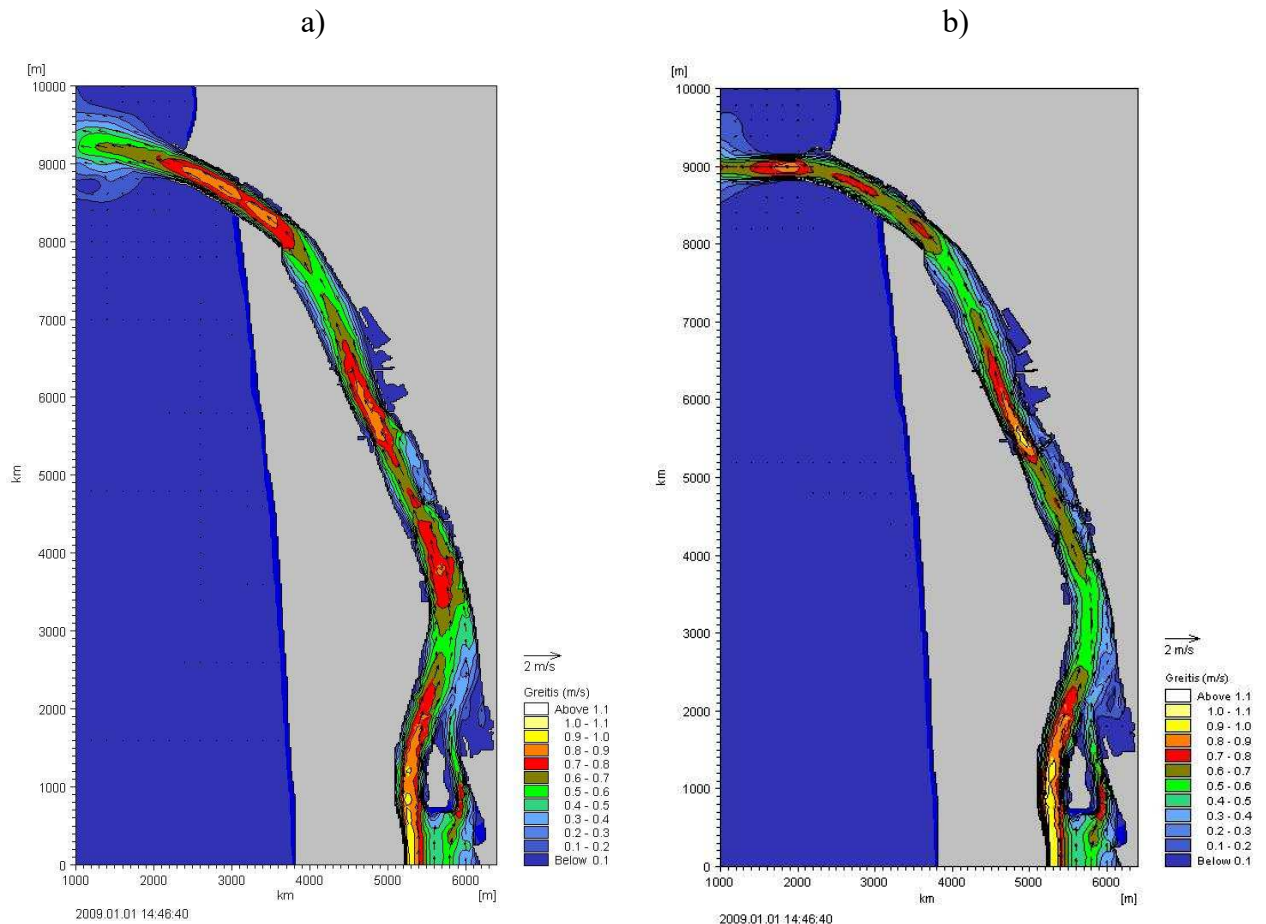 a)
b)
[m]
10000
9000
8000
7000
6000
5000
km
4000
3000
2000
1000
0
1000 2000 3000 4000 5000 6000
km [m]
2009.01.01 14:46:40
2 m/s
Greitis (m/s)
Above 1.1
1.0 - 1.1
0.9 - 1.0
0.8 - 0.9
0.7 - 0.8
0.6 - 0.7
0.5 - 0.6
0.4 - 0.5
0.3 - 0.4
0.2 - 0.3
0.1 - 0.2
Below 0.1
[m]
10000
9000
8000
7000
6000
5000
km
4000
3000
2000
1000
0
1000 2000 3000 4000 5000 6000
km [m]
2009.01.01 14:46:40
2 m/s
Greitis (m/s)
Above 1.1
1.0 - 1.1
0.9 - 1.0
0.8 - 0.9
0.7 - 0.8
0.6 - 0.7
0.5 - 0.6
0.4 - 0.5
0.3 - 0.4
0.2 - 0.3
0.1 - 0.2
Below 0.1